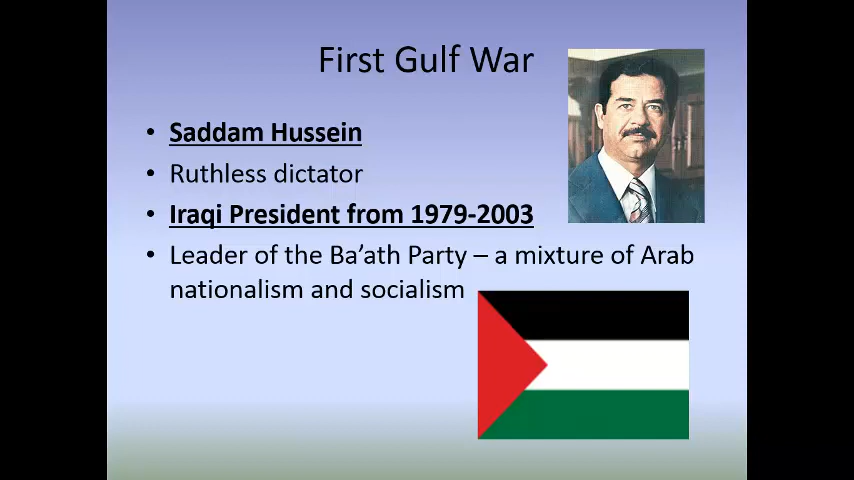 First Gulf War
• Saddam Hussein
• Ruthless dictator
• Iraqi President from 1979-2003
• Leader of the Ba’ath Party – a mixture of Arab
nationalism and socialism